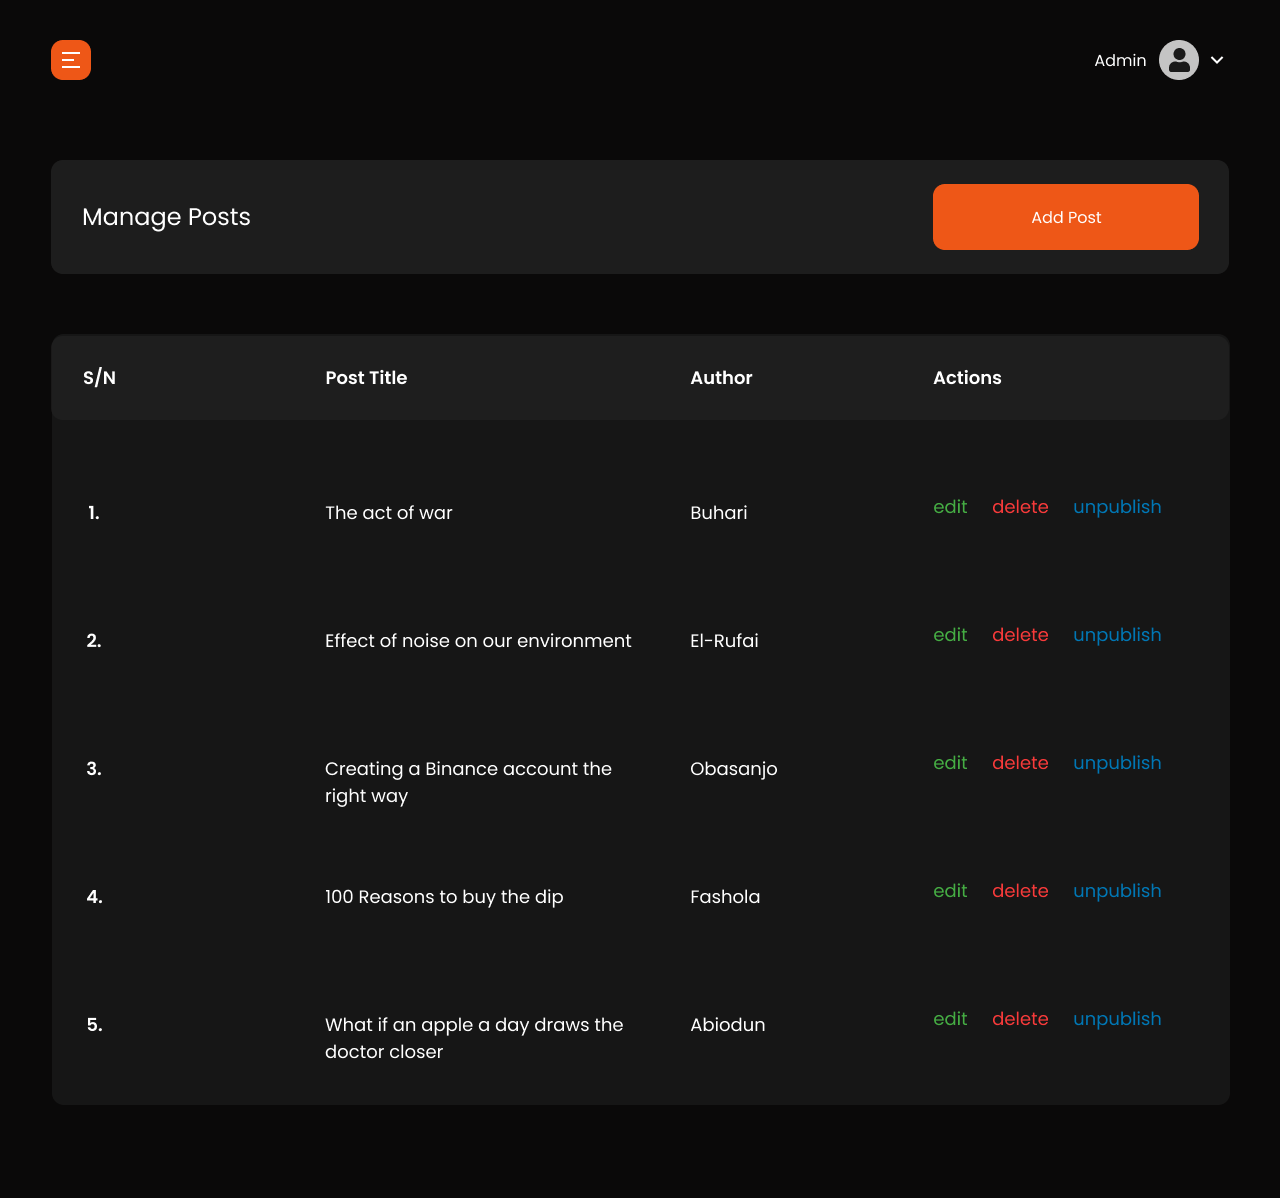 Admin
Manage Posts
Add Post
S/N Post Title Author Actions
1. The act of war Buhari edit delete unpublish
2. Effect of noise on our environment El-Rufai edit delete unpublish
3. Creating a Binance account the Obasanjo edit delete unpublish
right way
4. 100 Reasons to buy the dip Fashola edit delete unpublish
5. What if an apple a day draws the Abiodun edit delete unpublish
doctor closer